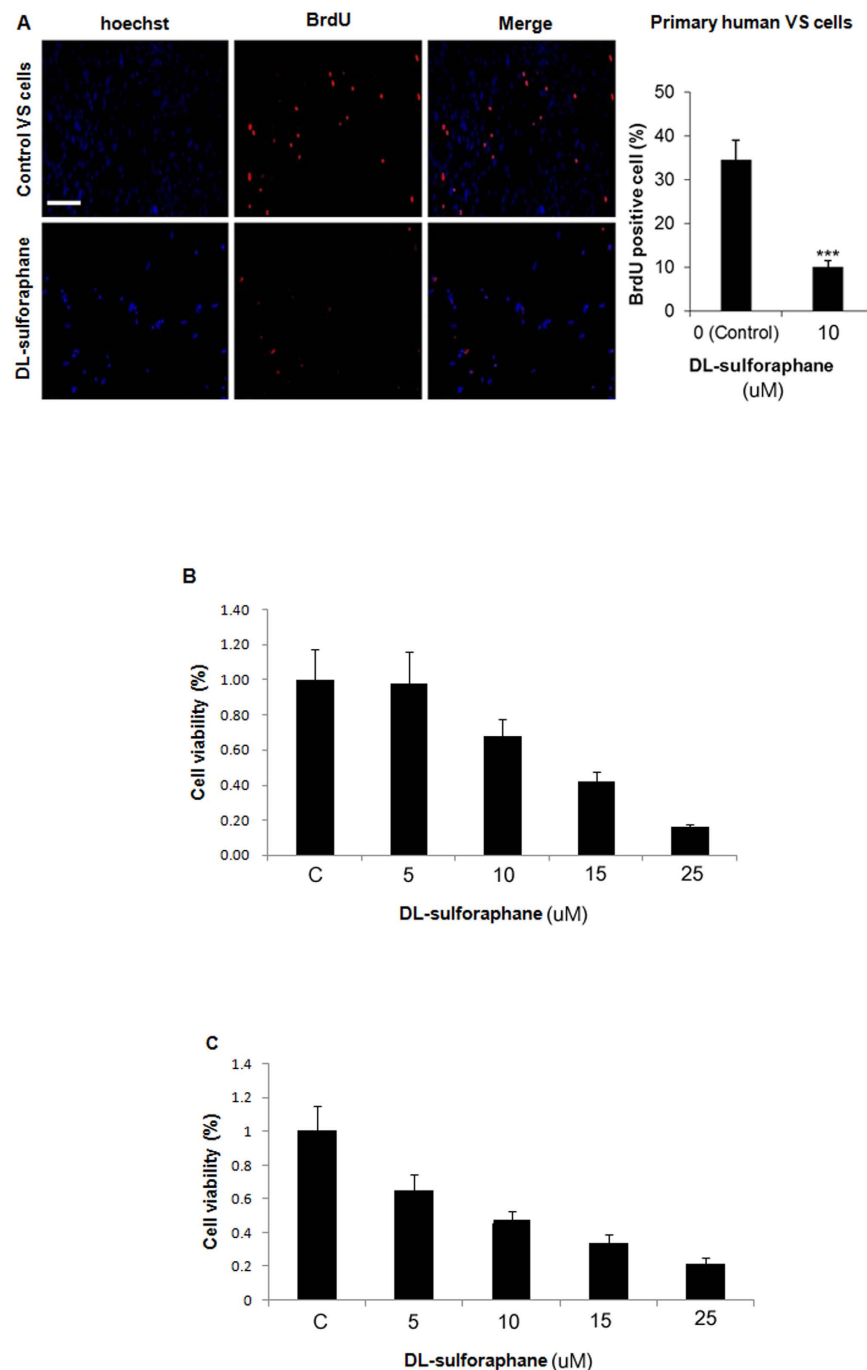 A
hoechst
BrdU
Merge
Primary human VS cells
Control VS cells
DL-sulforaphane
BrdU positive cell (%)
50
40
30
20
10
0
***
0 (Control)
10
DL-sulforaphane
(uM)
B
Cell viability (%)
1.40
1.20
1.00
0.80
0.60
0.40
0.20
0.00
C
5
10
15
25
DL-sulforaphane (uM)
C
Cell viability (%)
1.4
1.2
1
0.8
0.6
0.4
0.2
0
C
5
10
15
25
DL-sulforaphane (uM)